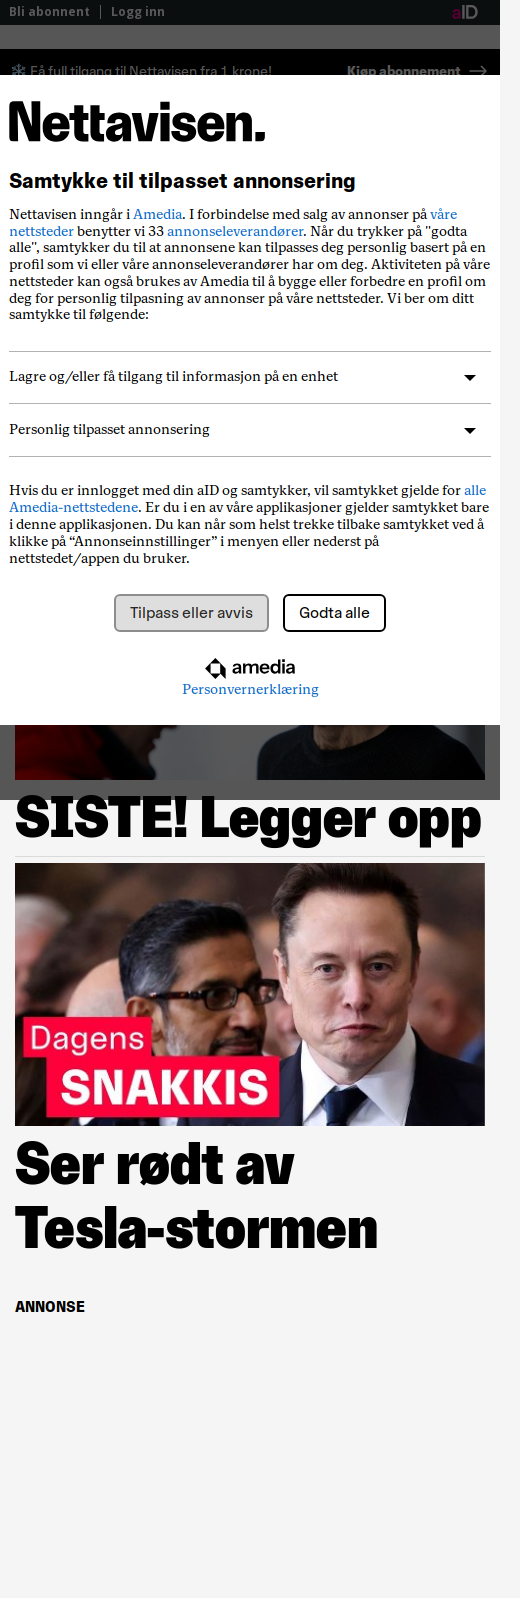 Bli abonnent | Logg inn
aID
Få full tilgang til Nettavisen fra 1 krone!
Kjøp abonnement →
Nettavisen.
Samtykke til tilpasset annonsering
Nettavisen inngår i Amedia. I forbindelse med salg av annonser på våre
nettsteder benytter vi 33 annonseleverandører. Når du trykker på "godta
alle", samtykker du til at annonsene kan tilpasses deg personlig basert på en
profil som vi eller våre annonseleverandører har om deg. Aktiviteten på våre
nettsteder kan også brukes av Amedia til å bygge eller forbedre en profil om
deg for personlig tilpasning av annonser på våre nettsteder. Vi ber om ditt
samtykke til følgende:
Lagre og/eller få tilgang til informasjon på en enhet
Personlig tilpasset annonsering
Hvis du er innlogget med din aID og samtykker, vil samtykket gjelde for alle
Amedia-nettstedene. Er du i en av våre applikasjoner gjelder samtykket bare
i denne applikasjonen. Du kan når som helst trekke tilbake samtykket ved å
klikke på “Annonseinnstillinger” i menyen eller nederst på
nettstedet/appen du bruker.
Tilpass eller avvis
Godta alle
amedia
Personvernerklæring
SISTE! Legger opp
Dagens
SNAKKIS
Ser rødt av
Tesla-stormen
ANNONSE